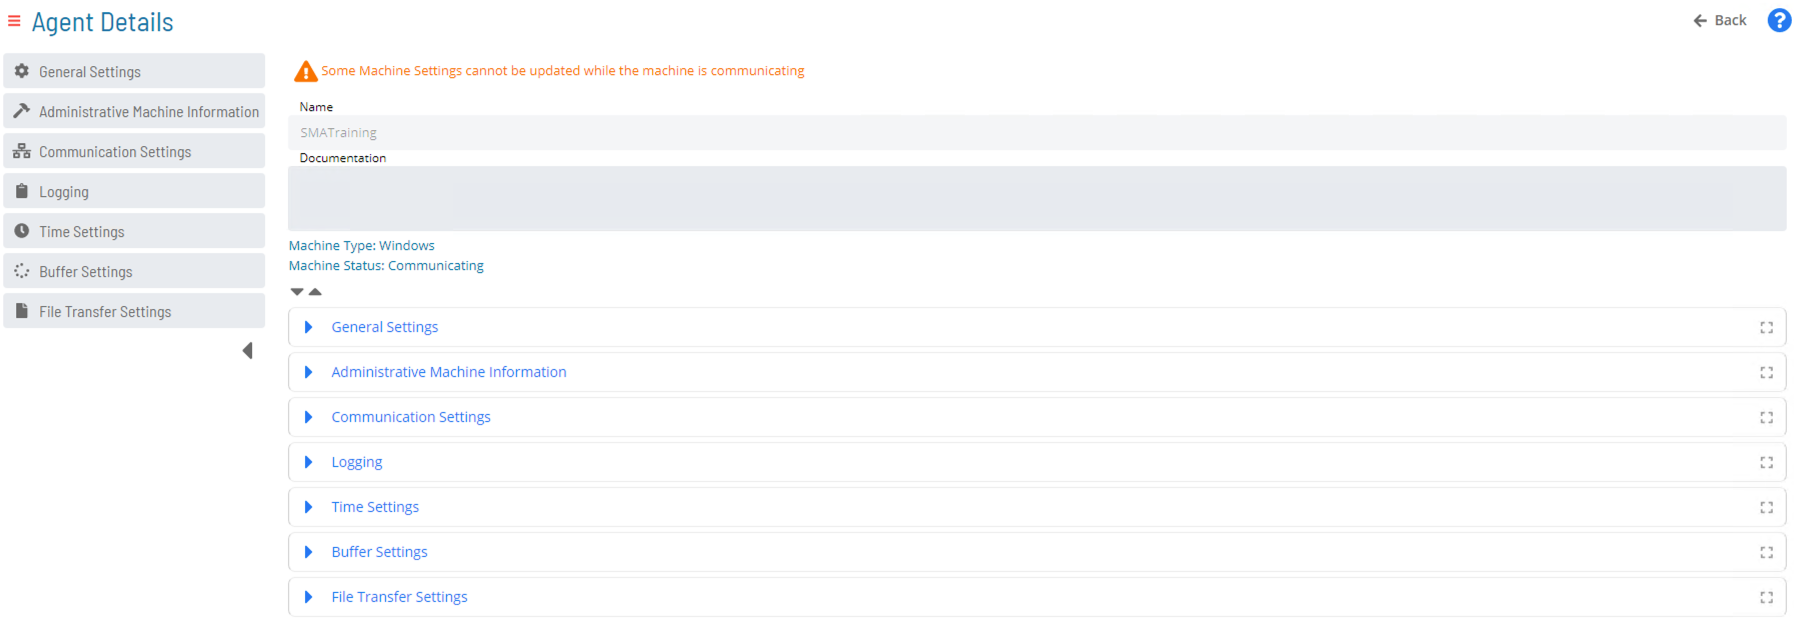 Agent Details
Back
General Settings
Administrative Machine Information
Communication Settings
Logging
Time Settings
Buffer Settings
File Transfer Settings
Some Machine Settings cannot be updated while the machine is communicating
Name
SMATraining
Documentation
Machine Type: Windows
Machine Status: Communicating
General Settings
Administrative Machine Information
Communication Settings
Logging
Time Settings
Buffer Settings
File Transfer Settings